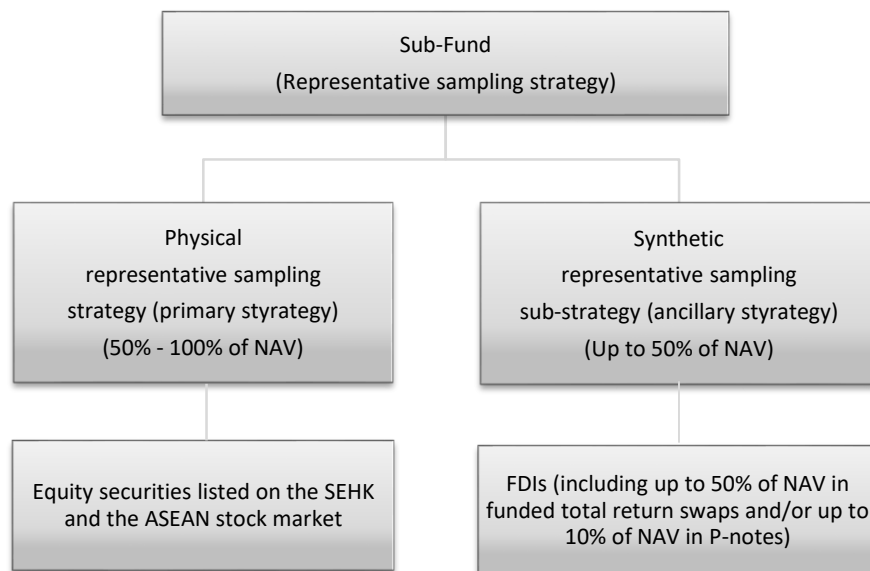 Sub-Fund
(Representative sampling strategy)
Physical
representative sampling
strategy (primary styrategy)
(50% - 100% of NAV)
Synthetic
representative sampling
sub-strategy (ancillary styrategy)
(Up to 50% of NAV)
Equity securities listed on the SEHK
and the ASEAN stock market
FDIs (including up to 50% of NAV in
funded total return swaps and/or up to
10% of NAV in P-notes)